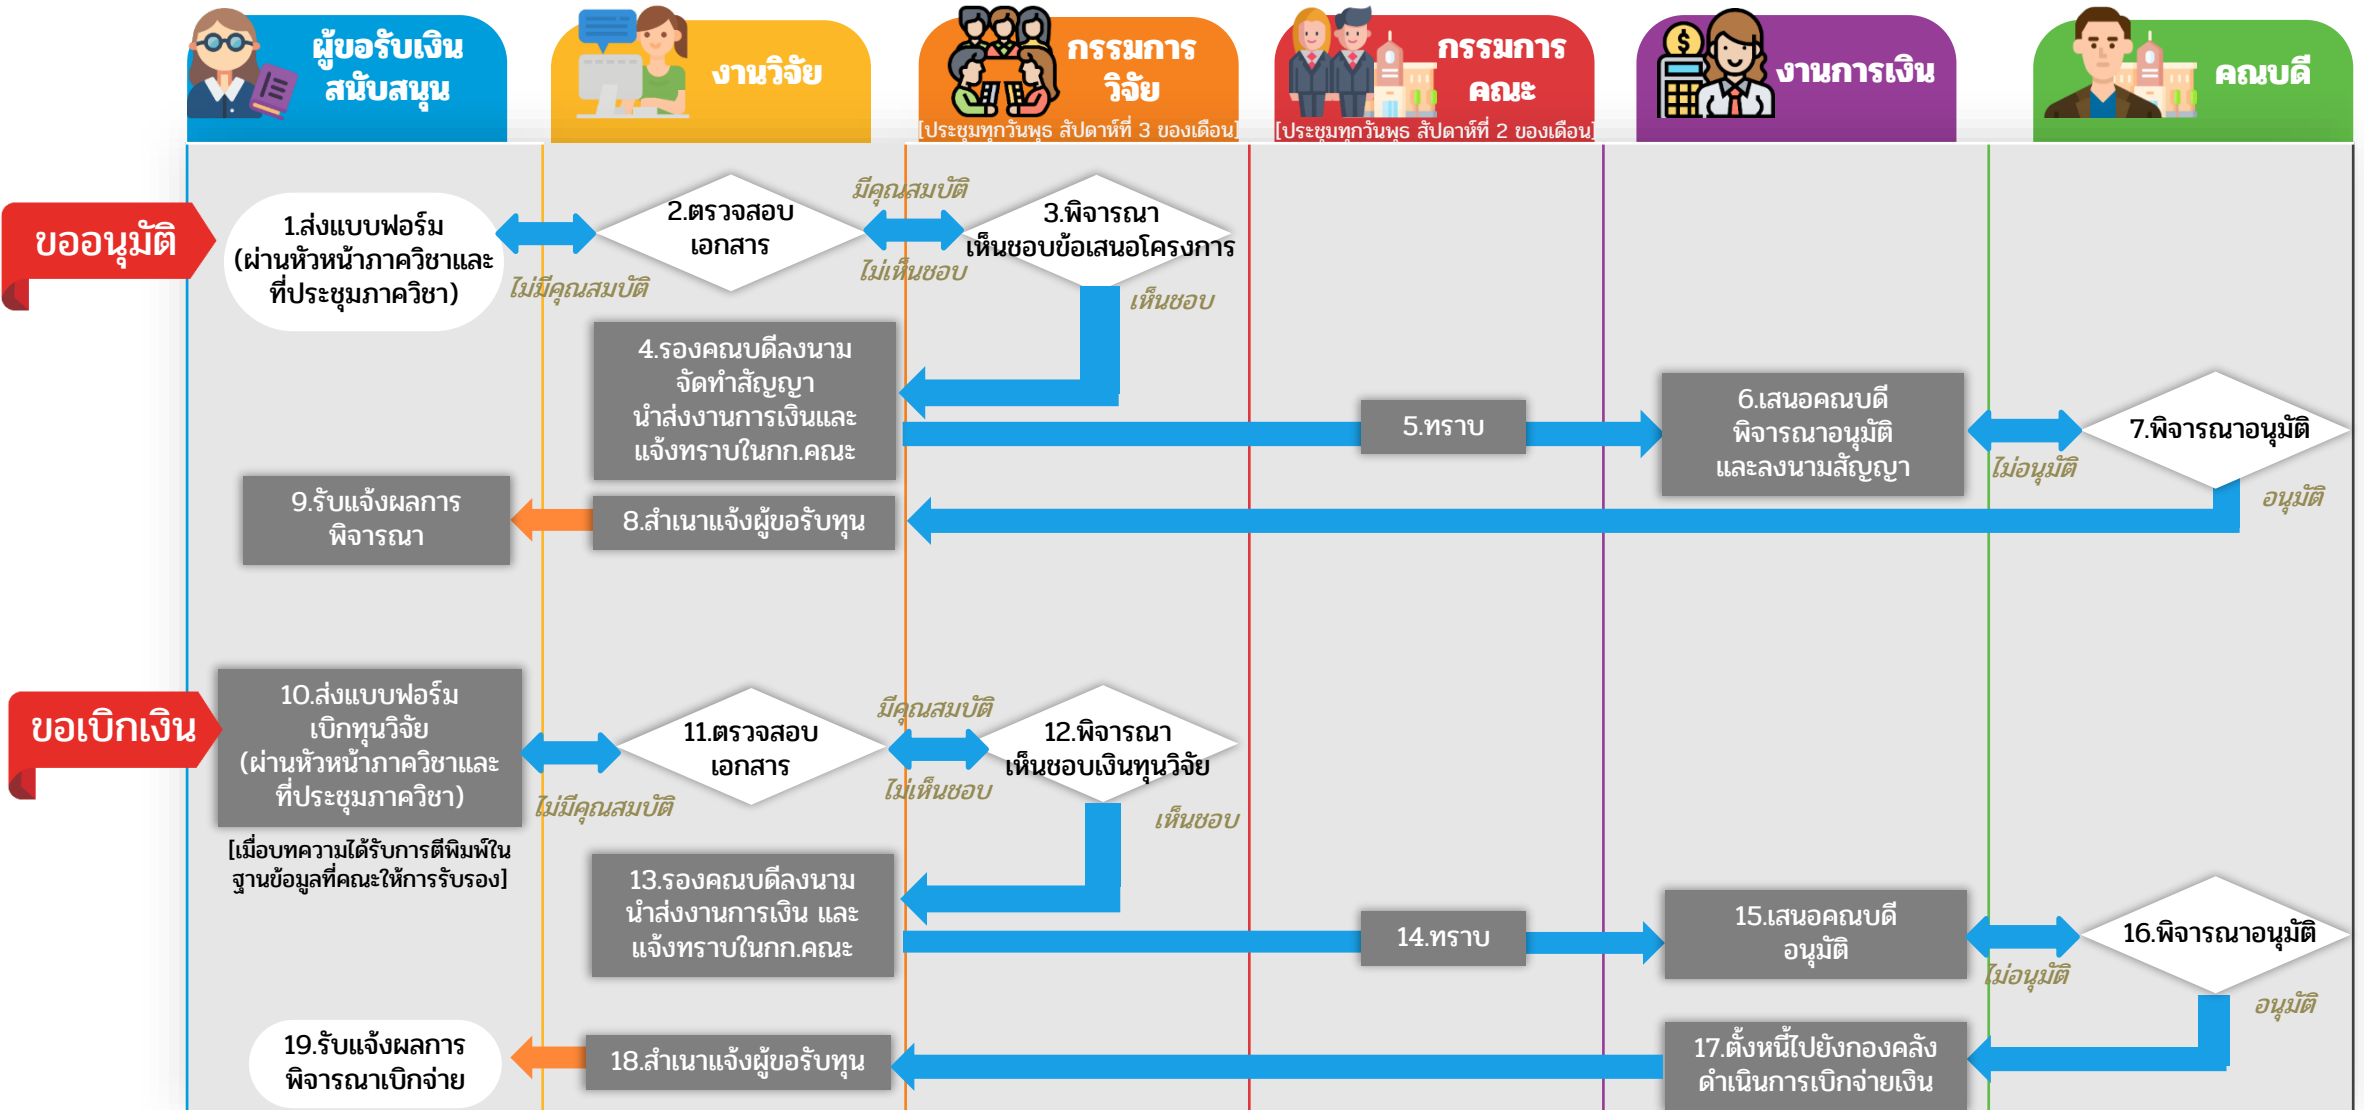 ผู้ขอรับเงิน
สนับสนุน
งานวิจัย
กรรมการ
วิจัย
[ประชุมทุกวันพุธ สัปดาห์ที่ 3 ของเดือน]
กรรมการ
คณะ
[ประชุมทุกวันพุธ สัปดาห์ที่ 2 ของเดือน]
งานการเงิน
คณบดี
ขออนุมัติ
1.ส่งแบบฟอร์ม
(ผ่านหัวหน้าภาควิชาและ
ที่ประชุมภาควิชา)
ไม่มีคุณสมบัติ
2.ตรวจสอบ
เอกสาร
มีคุณสมบัติ
ไม่เห็นชอบ
3.พิจารณา
เห็นชอบข้อเสนอโครงการ
เห็นชอบ
4.รองคณบดีลงนาม
จัดทำสัญญา
นำส่งงานการเงินและ
แจ้งทราบในกก.คณะ
5.ทราบ
6.เสนอคณบดี
พิจารณาอนุมัติ
และลงนามสัญญา
ไม่อนุมัติ
7.พิจารณาอนุมัติ
อนุมัติ
8.สำเนาแจ้งผู้ขอรับทุน
9.รับแจ้งผลการ
พิจารณา
ขอเบิกเงิน
10.ส่งแบบฟอร์ม
เบิกทุนวิจัย
(ผ่านหัวหน้าภาควิชาและ
ที่ประชุมภาควิชา)
[เมื่อบทความได้รับการตีพิมพ์ใน
ฐานข้อมูลที่คณะให้การรับรอง]
ไม่มีคุณสมบัติ
11.ตรวจสอบ
เอกสาร
มีคุณสมบัติ
ไม่เห็นชอบ
12.พิจารณา
เห็นชอบเงินทุนวิจัย
เห็นชอบ
13.รองคณบดีลงนาม
นำส่งงานการเงิน และ
แจ้งทราบในกก.คณะ
14.ทราบ
15.เสนอคณบดี
อนุมัติ
ไม่อนุมัติ
16.พิจารณาอนุมัติ
อนุมัติ
17.ตั้งหนี้ไปยังกองคลัง
ดำเนินการเบิกจ่ายเงิน
18.สำเนาแจ้งผู้ขอรับทุน
19.รับแจ้งผลการ
พิจารณาเบิกจ่าย